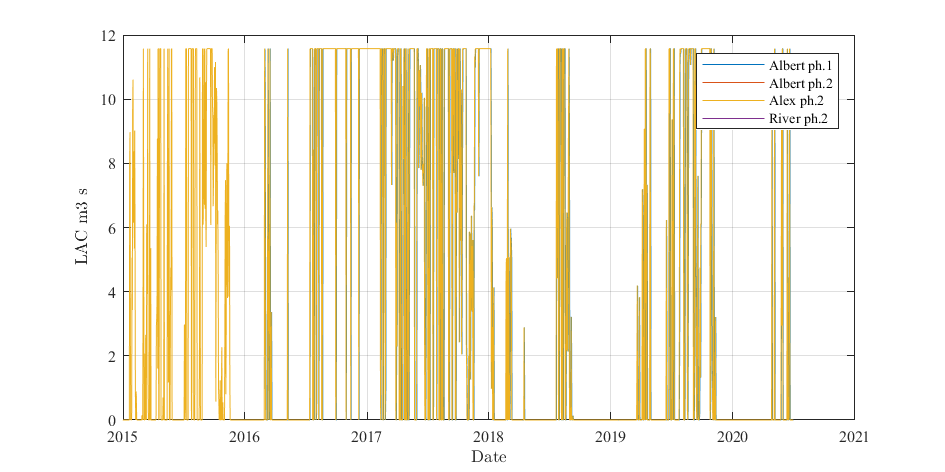 12
10
8
6
4
2
0
LAC m3 s
2015 2016 2017 2018 2019 2020 2021
Date
Albert ph.1
Albert ph.2
Alex ph.2
River ph.2